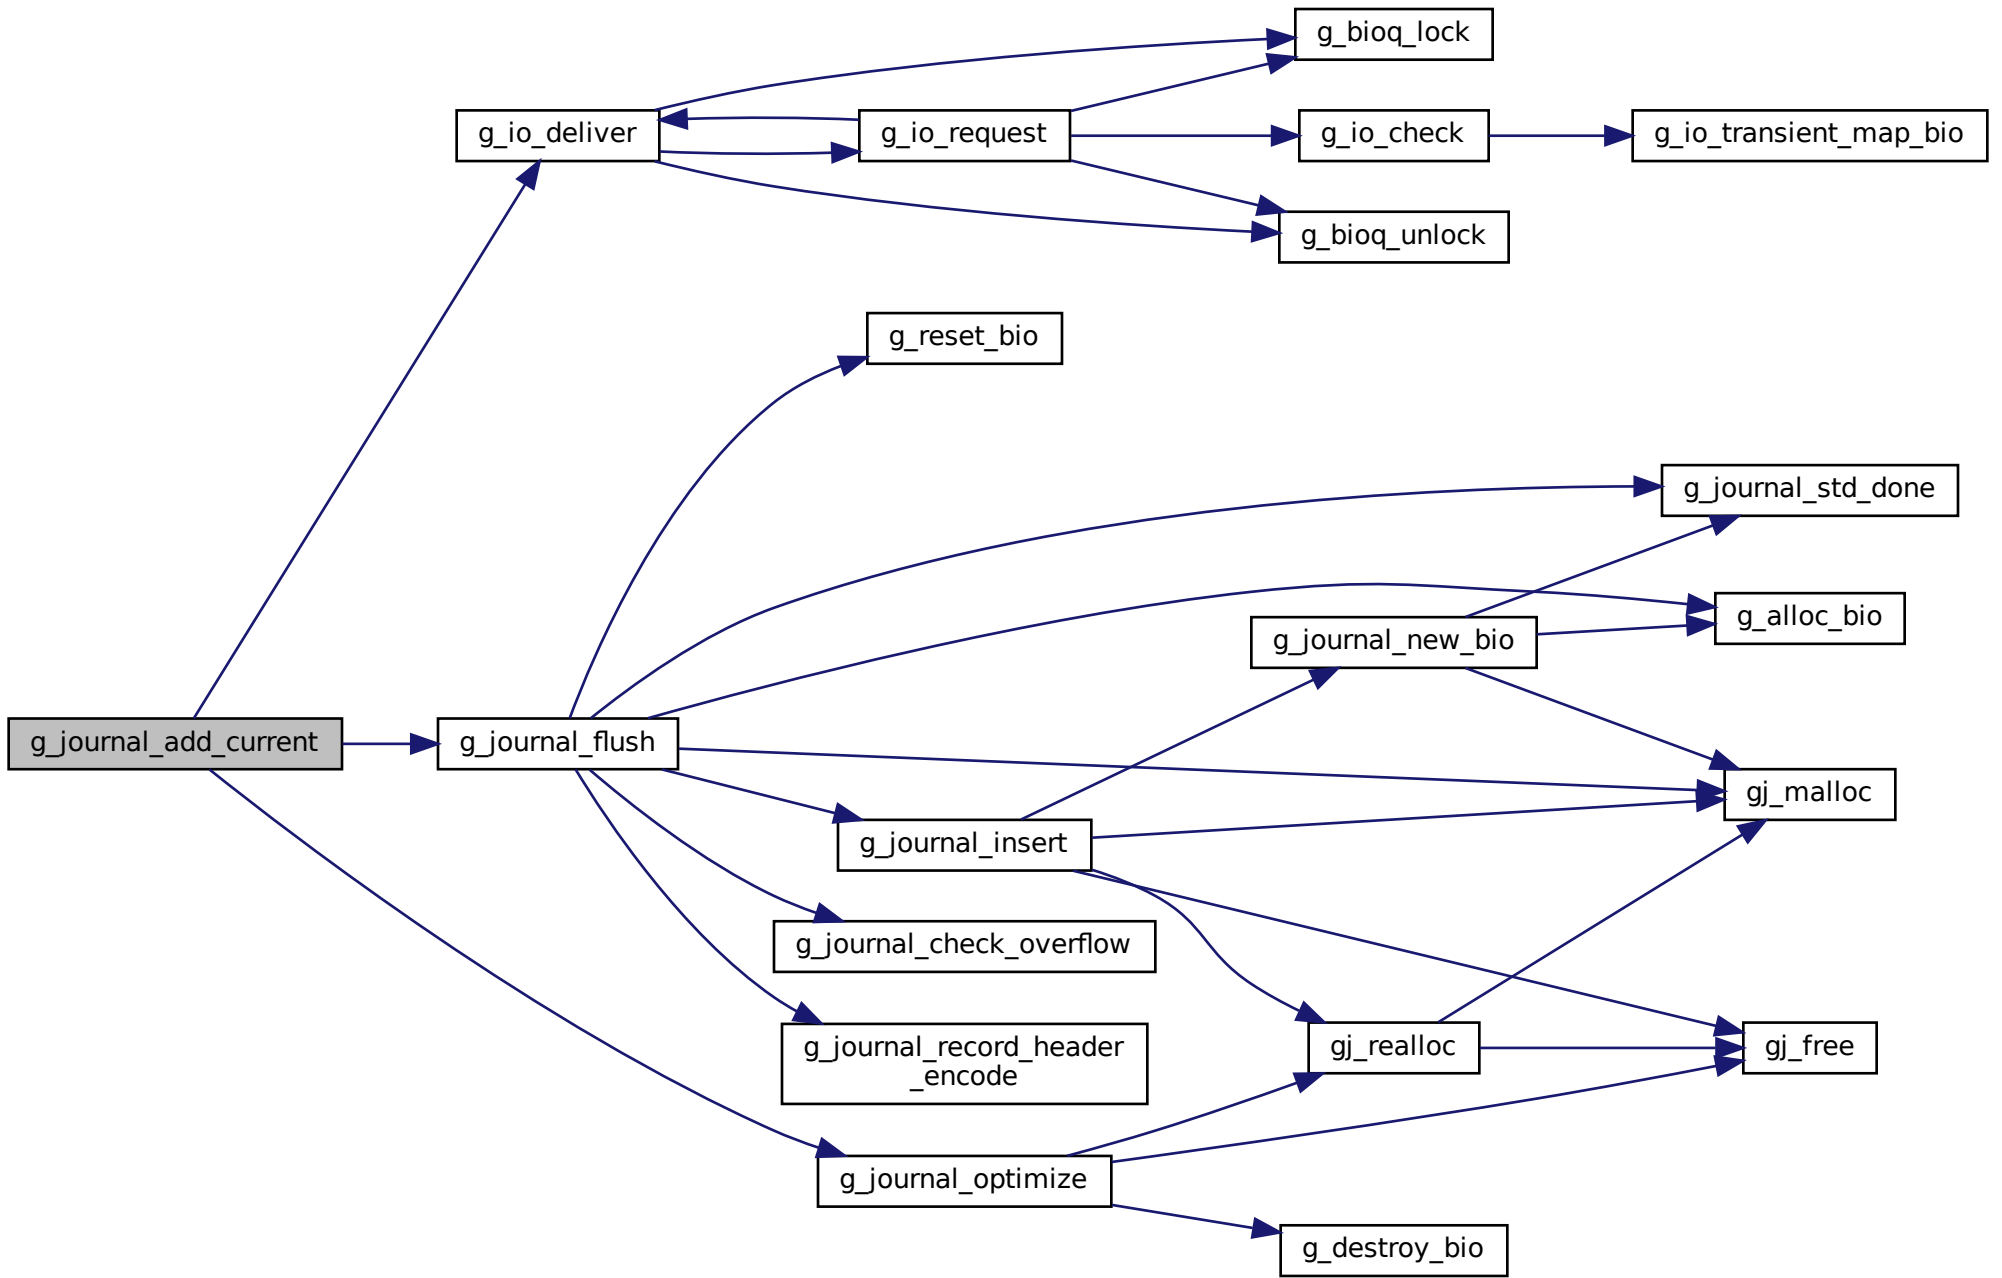 g_bioq_lock
g_io_deliver
g_io_request
g_io_check
g_io_transient_map_bio
g_bioq_unlock
g_reset_bio
g_journal_std_done
g_alloc_bio
g_journal_new_bio
g_journal_add_current
g_journal_flush
gj_malloc
g_journal_insert
g_journal_check_overflow
g_journal_record_header
_encode
gj_realloc
gj_free
g_journal_optimize
g_destroy_bio